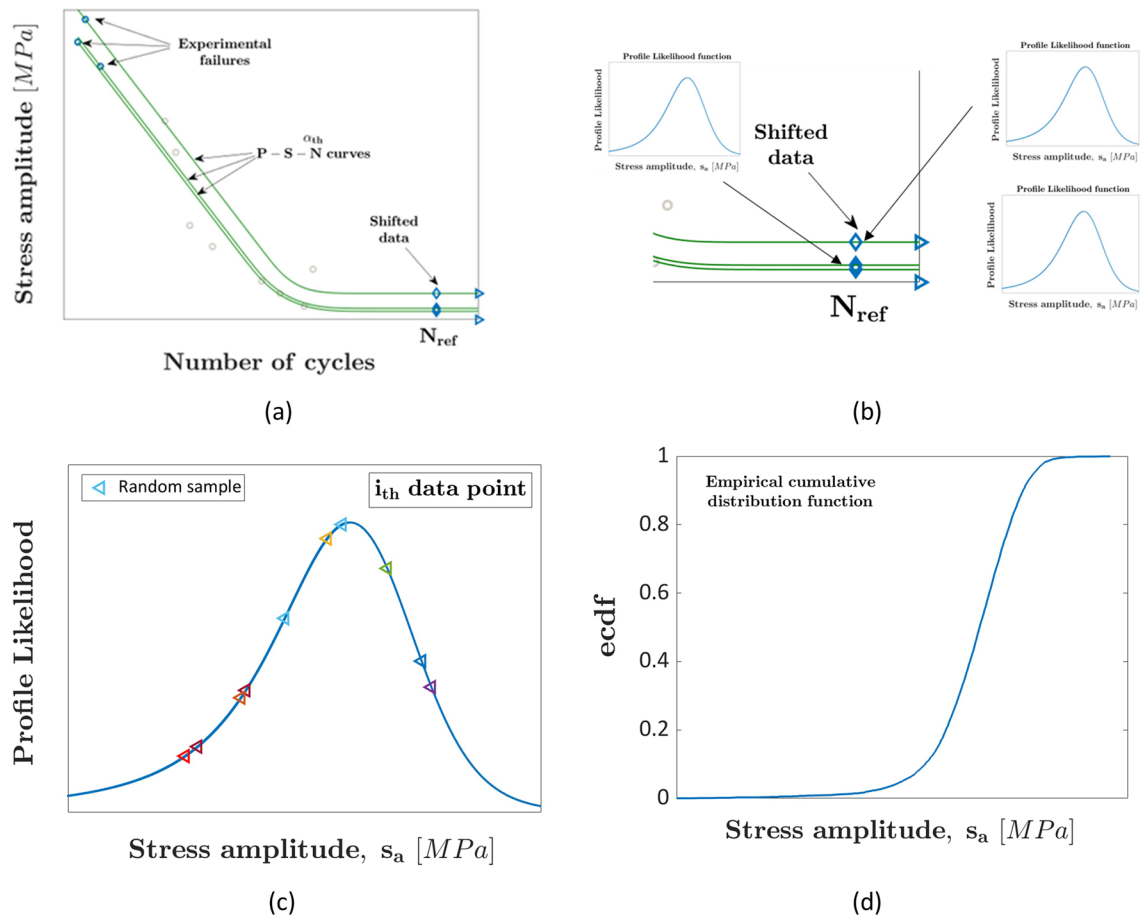 Stress amplitude [MPa]
Experimental
failures
α_th
P − S − N curves
Shifted
data
N_ref
Number of cycles
(a)
Profile Likelihood function
Profile Likelihood
Stress amplitude, s_a [MPa]
Shifted
data
N_ref
Profile Likelihood function
Profile Likelihood
Stress amplitude, s_a [MPa]
Profile Likelihood function
Profile Likelihood
Stress amplitude, s_a [MPa]
(b)
Random sample
i_th data point
Profile Likelihood
Stress amplitude, s_a [MPa]
(c)
Empirical cumulative
distribution function
1
0.8
0.6
0.4
0.2
0
ecdf
Stress amplitude, s_a [MPa]
(d)